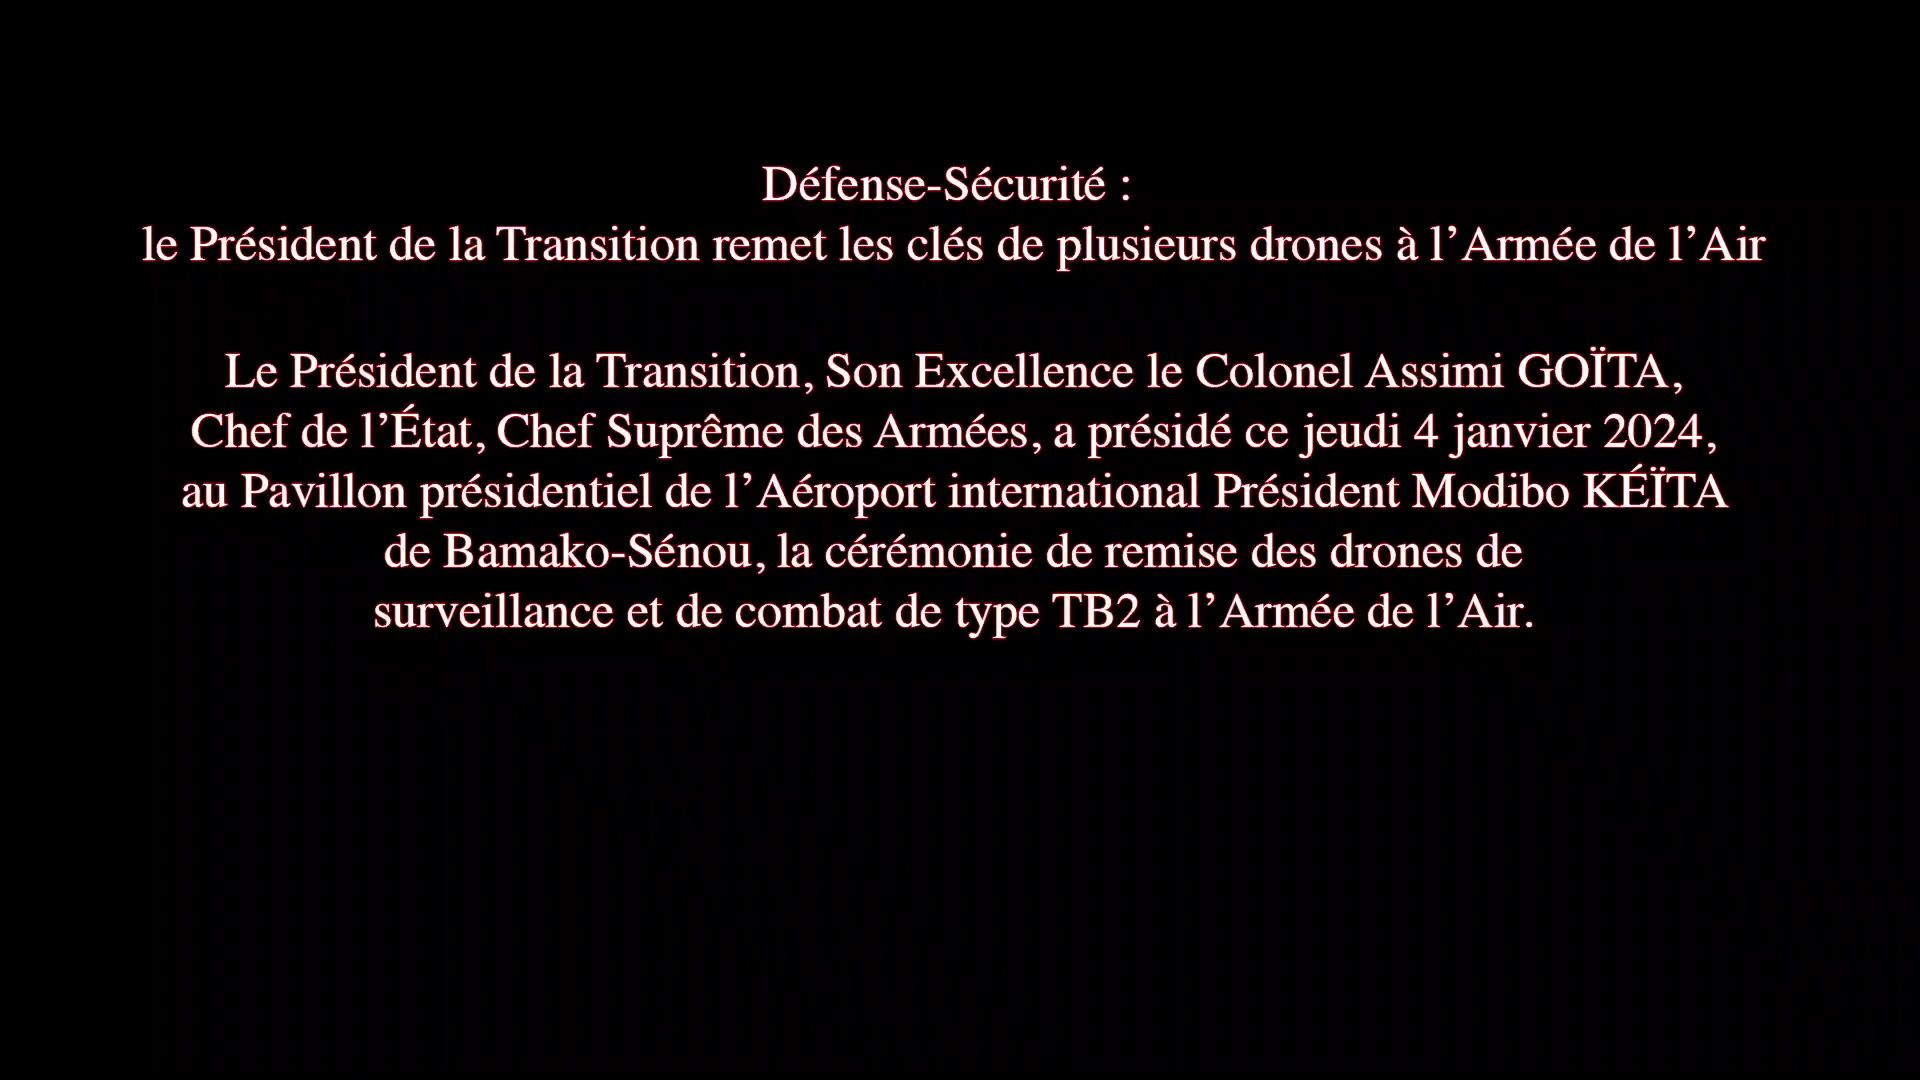 Défense-Sécurité :
le Président de la Transition remet les clés de plusieurs drones à l’Armée de l’Air
Le Président de la Transition, Son Excellence le Colonel Assimi GOÏTA,
Chef de l’État, Chef Suprême des Armées, a présidé ce jeudi 4 janvier 2024,
au Pavillon présidentiel de l’Aéroport international Président Modibo KÉÏTA
de Bamako-Sénou, la cérémonie de remise des drones de
surveillance et de combat de type TB2 à l’Armée de l’Air.